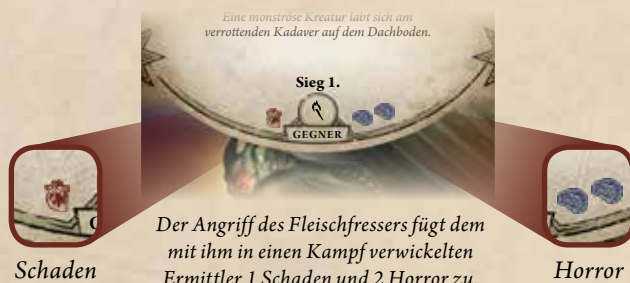 Eine monströse Kreatur labt sich am
verrottenden Kadaver auf dem Dachboden.
Sieg 1.
GEGNER
Der Angriff des Fleischfressers fügt dem
mit ihm in einen Kampf verwickelten
Ermittler 1 Schaden und 2 Horror zu
Schaden
Horror